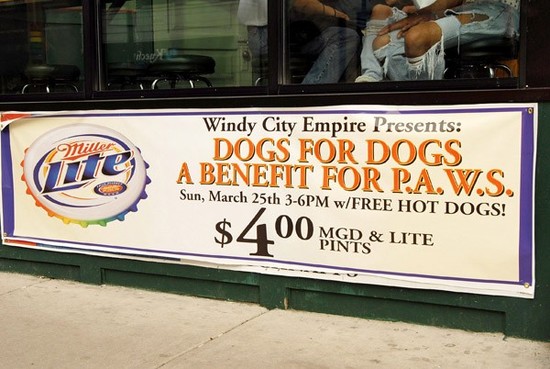 Miller
Lite
Windy City Empire Presents:
DOGS FOR DOGS
A BENEFIT FOR P.A.W.S.
Sun, March 25th 3-6PM w/FREE HOT DOGS!
$4.00 MGD & LITE
PINTS